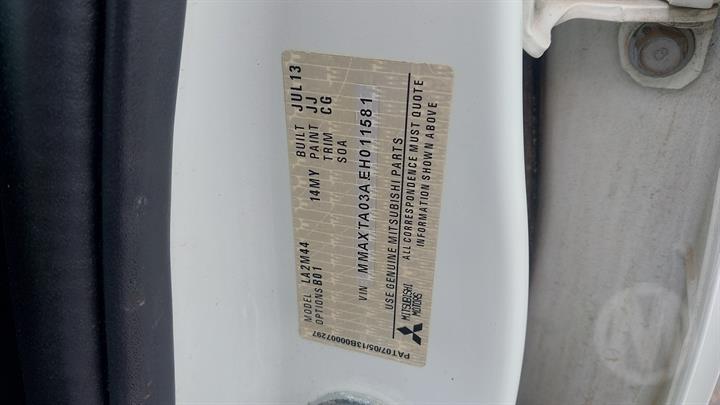 MODEL LA2M44 14MY BUILT JUL13
OPTIONS B01 PAINT JJ
TRIM CG
SOA
VIN MMAXTA03AEH011581
USE GENUINE MITSUBISHI PARTS
ALL CORRESPONDENCE MUST QUOTE
INFORMATION SHOWN ABOVE
MITSUBISHI
MOTORS
PAT07/05/13B00007297
W